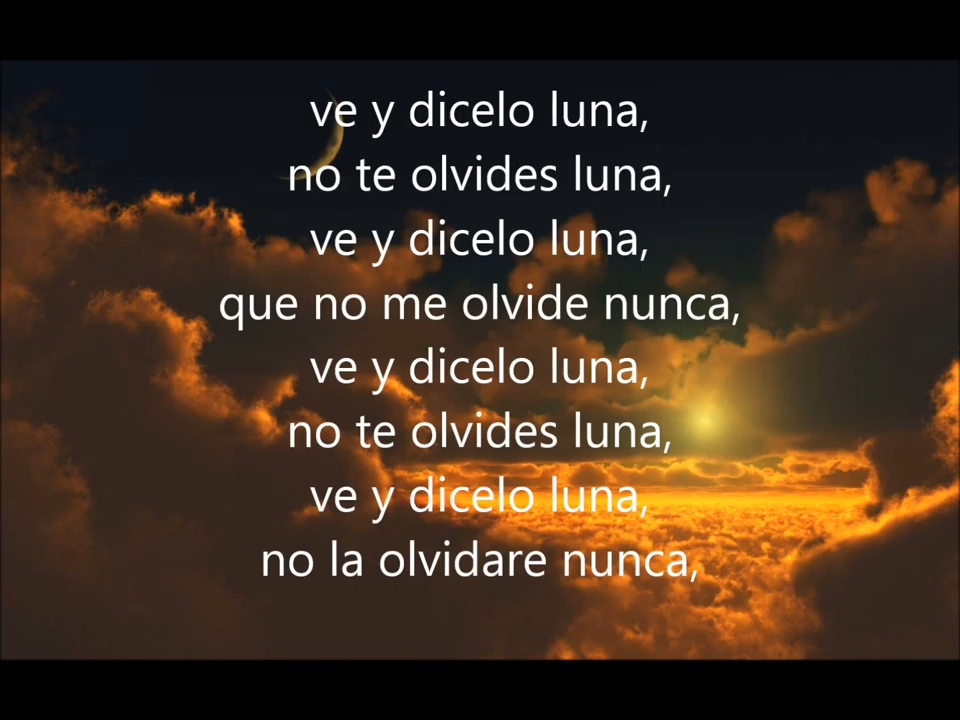 ve y dicelo luna,
no te olvides luna,
ve y dicelo luna,
que no me olvide nunca,
ve y dicelo luna,
no te olvides luna,
ve y dicelo luna,
no la olvidare nunca,